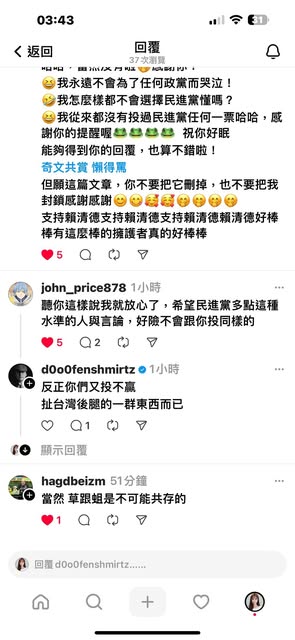 03:43
31
返回
回覆
37 次瀏覽
哈哈，當然沒有啦🤭感謝你！
😆我永遠不會為了任何政黨而哭泣！
🤣我怎麼樣都不會選擇民進黨懂嗎？
😆我從來都沒有投過民進黨任何一票哈哈，感
謝你的提醒喔🐸🐸🐸🐸 祝你好眠
能夠得到你的回覆，也算不錯啦！
奇文共賞 懶得罵
但願這篇文章，你不要把它刪掉，也不要把我
封鎖感謝感謝😊😊🥰🥰🤭🤭🤭🤭
支持賴清德支持賴清德支持賴清德賴清德好棒
棒有這麼棒的擁護者真的好棒棒
5
john_price878 1小時
聽你這樣說我就放心了，希望民進黨多點這種
水準的人與言論，好險不會跟你投同樣的
5 2
d0o0fenshmirtz 1小時
反正你們又投不贏
扯台灣後腿的一群東西而已
1
顯示回覆
hagdbeizm 51分鐘
當然 草跟蛆是不可能共存的
1
回覆 d0o0fenshmirtz......